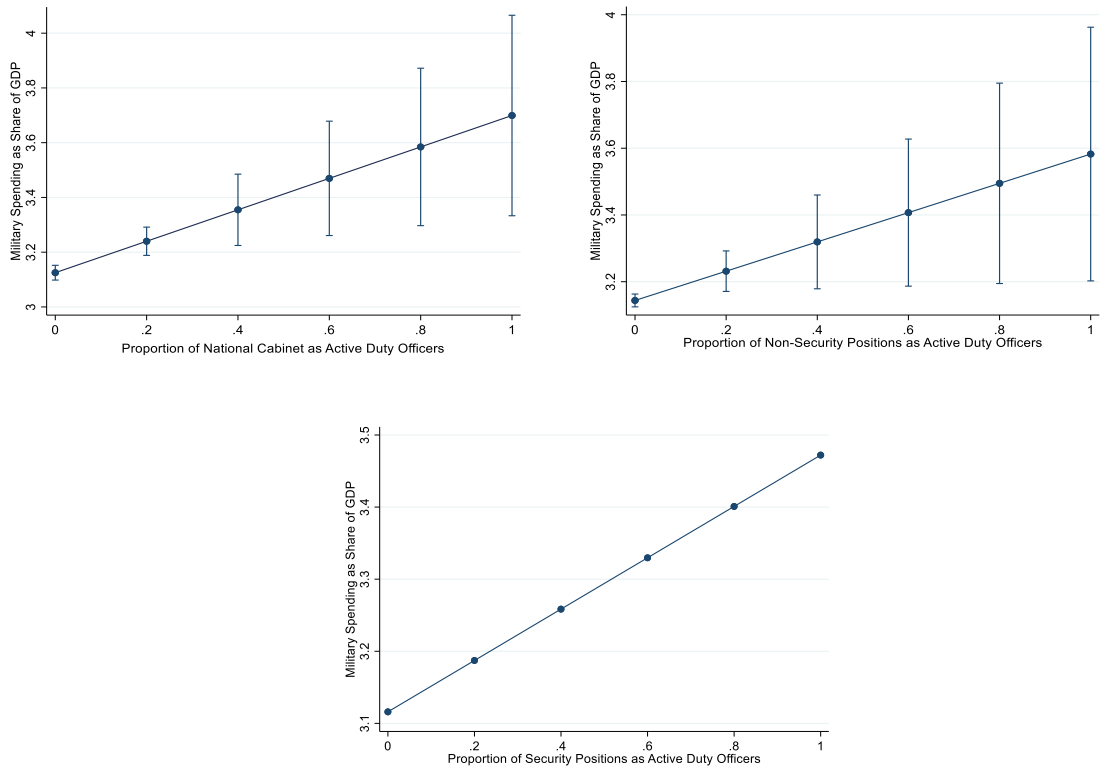 Military Spending as Share of GDP
4
3.8
3.6
3.4
3.2
3
0 .2 .4 .6 .8 1
Proportion of National Cabinet as Active Duty Officers
Military Spending as Share of GDP
4
3.8
3.6
3.4
3.2
0 .2 .4 .6 .8 1
Proportion of Non-Security Positions as Active Duty Officers
Military Spending as Share of GDP
3.5
3.4
3.3
3.2
3.1
0 .2 .4 .6 .8 1
Proportion of Security Positions as Active Duty Officers